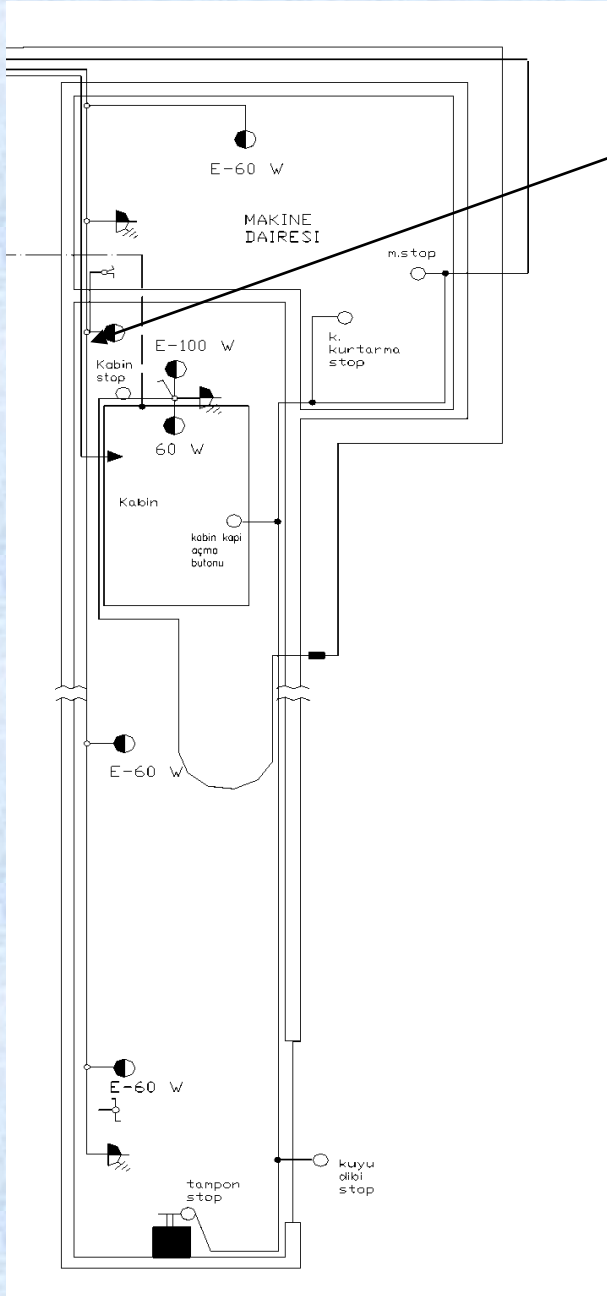 E-60 W
MAKINE
DAIRESI
m.stop
k.
kurtarma
stop
E-100 W
Kabin
stop
60 W
Kabin
kabin kapi
açma
butonu
E-60 W
E-60 W
kuyu
dibi
stop
tampon
stop